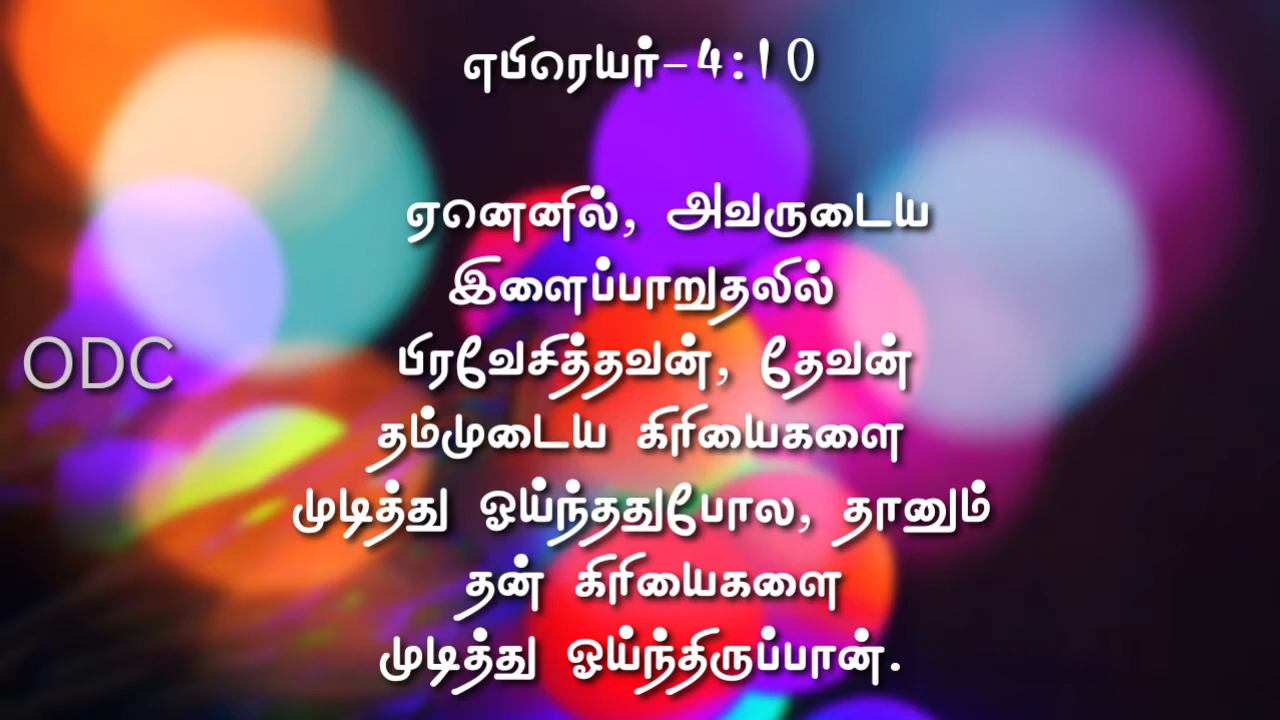 எபிரெயர்-4:10
ஏனெனில், அவருடைய
இளைப்பாறுதலில்
பிரவேசித்தவன், தேவன்
ODC
தம்முடைய கிரியைகளை
முடித்து ஓய்ந்ததுபோல, தானும்
தன் கிரியைகளை
முடித்து ஓய்ந்திருப்பான்.